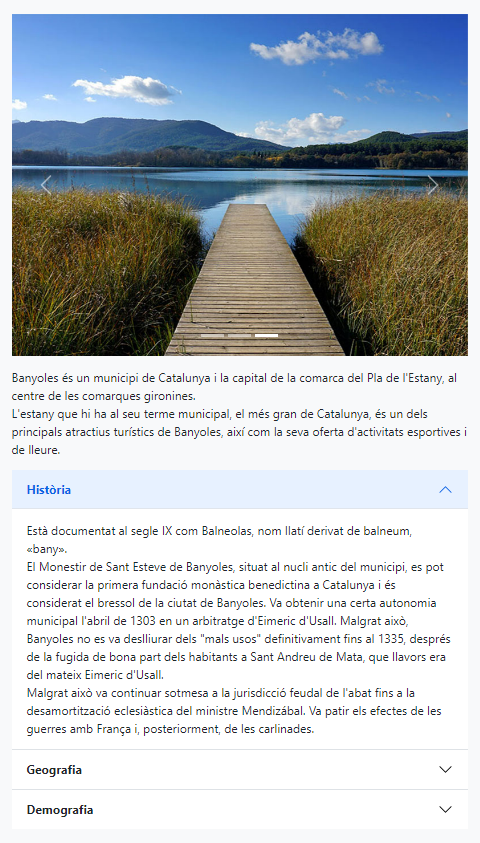 Banyoles és un municipi de Catalunya i la capital de la comarca del Pla de l'Estany, al
centre de les comarques gironines.
L'estany que hi ha al seu terme municipal, el més gran de Catalunya, és un dels
principals atractius turístics de Banyoles, així com la seva oferta d'activitats esportives i
de lleure.
Història
Està documentat al segle IX com Balneolas, nom llatí derivat de balneum,
«bany».
El Monestir de Sant Esteve de Banyoles, situat al nucli antic del municipi, es pot
considerar la primera fundació monàstica benedictina a Catalunya i és
considerat el bressol de la ciutat de Banyoles. Va obtenir una certa autonomia
municipal l'abril de 1303 en un arbitratge d'Eimeric d'Usall. Malgrat això,
Banyoles no es va deslliurar dels "mals usos" definitivament fins al 1335, després
de la fugida de bona part dels habitants a Sant Andreu de Mata, que llavors era
del mateix Eimeric d'Usall.
Malgrat això va continuar sotmesa a la jurisdicció feudal de l'abat fins a la
desamortització eclesiàstica del ministre Mendizábal. Va patir els efectes de les
guerres amb França i, posteriorment, de les carlinades.
Geografia
Demografia